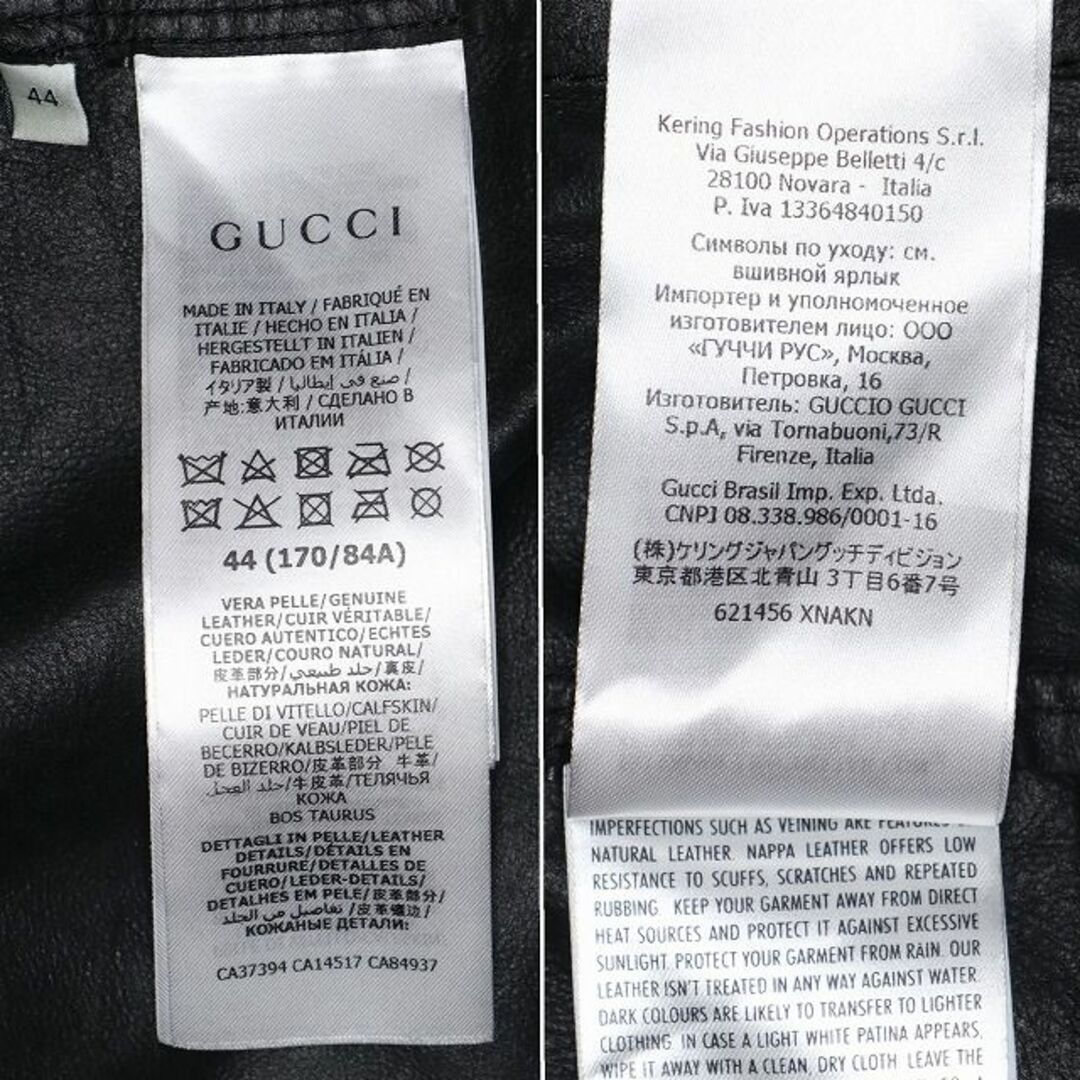 44
GUCCI
MADE IN ITALY / FABRIQUÉ EN
ITALIE / HECHO EN ITALIA /
HERGESTELLT IN ITALIEN /
FABRICADO EM ITÁLIA /
イタリア製 / صنع في إيطاليا /
产地:意大利 / СДЕЛАНО В
ИТАЛИИ
44 (170/84A)
VERA PELLE/GENUINE
LEATHER/CUIR VÉRITABLE/
CUERO AUTENTICO/ECHTES
LEDER/COURO NATURAL/
皮革部分/جلد طبيعي/真皮/
НАТУРАЛЬНАЯ КОЖА:
PELLE DI VITELLO/CALFSKIN/
CUIR DE VEAU/PIEL DE
BECERRO/KALBSLEDER/PELE
DE BIZERRO/皮革部分 牛革/
جلد العجل/牛皮革/ТЕЛЯЧЬЯ
КОЖА
BOS TAURUS
DETTAGLI IN PELLE/LEATHER
DETAILS/DÉTAILS EN
FOURRURE/DETALLES DE
CUERO/LEDER-DETAILS/
DETALHES EM PELE/皮革部分/
تفاصيل من الجلد/皮革镶边/
КОЖАНЫЕ ДЕТАЛИ:
CA37394 CA14517 CA84937
Kering Fashion Operations S.r.l.
Via Giuseppe Belletti 4/c
28100 Novara - Italia
P. Iva 13364840150
Символы по уходу: см.
вшивной ярлык
Импортер и уполномоченное
изготовителем лицо: ООО
«ГУЧЧИ РУС», Москва,
Петровка, 16
Изготовитель: GUCCIO GUCCI
S.p.A, via Tornabuoni,73/R
Firenze, Italia
Gucci Brasil Imp. Exp. Ltda.
CNPJ 08.338.986/0001-16
(株)ケリングジャパングッチディビジョン
東京都港区北青山 3丁目6番7号
621456 XNAKN
IMPERFECTIONS SUCH AS VEINING ARE FEATURES
NATURAL LEATHER. NAPPA LEATHER OFFERS LOW
RESISTANCE TO SCUFFS, SCRATCHES AND REPEATED
RUBBING. KEEP YOUR GARMENT AWAY FROM DIRECT
HEAT SOURCES AND PROTECT IT AGAINST EXCESSIVE
SUNLIGHT. PROTECT YOUR GARMENT FROM RAIN. OUR
LEATHER ISN'T TREATED IN ANY WAY AGAINST WATER.
DARK COLOURS ARE LIKELY TO TRANSFER TO LIGHTER
CLOTHING. IN CASE A LIGHT WHITE PATINA APPEARS,
WIPE IT AWAY WITH A CLEAN, DRY CLOTH. LEAVE THE